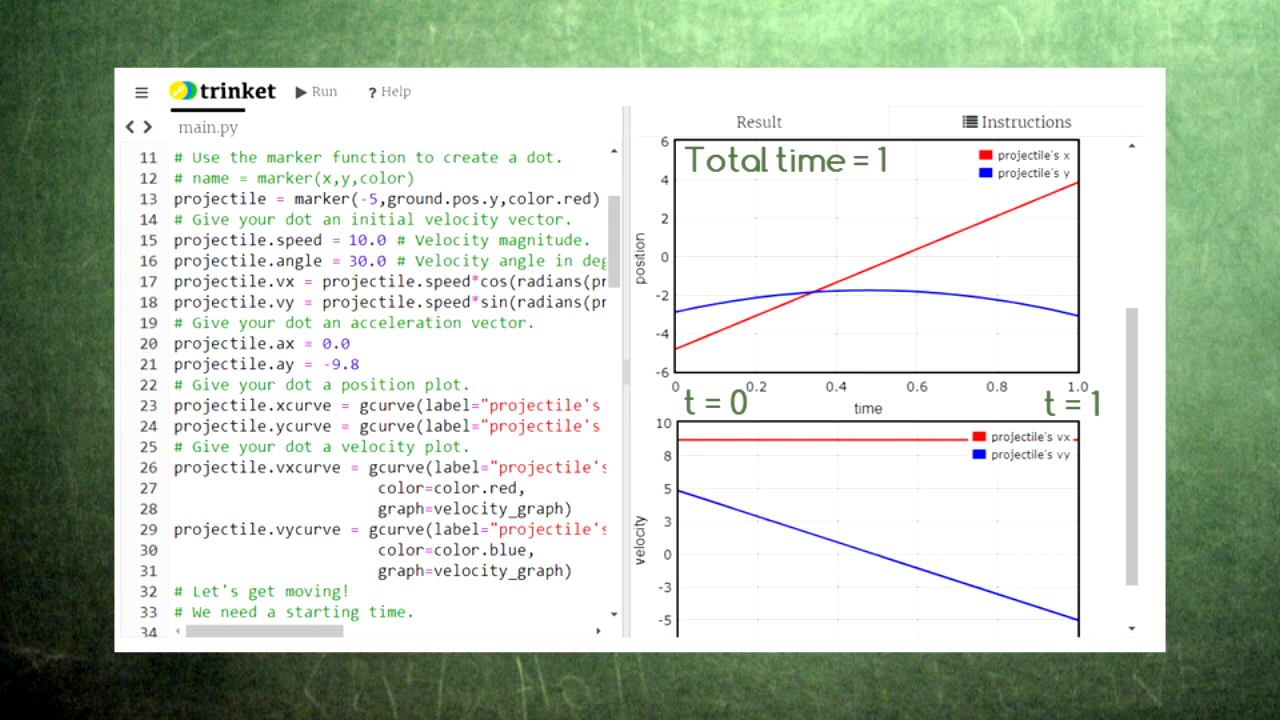 trinket
Run
? Help
main.py
11 # Use the marker function to create a dot.
12 # name = marker(x,y,color)
13 projectile = marker(-5,ground.pos.y,color.red)
14 # Give your dot an initial velocity vector.
15 projectile.speed = 10.0 # Velocity magnitude.
16 projectile.angle = 30.0 # Velocity angle in deg
17 projectile.vx = projectile.speed*cos(radians(pr
18 projectile.vy = projectile.speed*sin(radians(pr
19 # Give your dot an acceleration vector.
20 projectile.ax = 0.0
21 projectile.ay = -9.8
22 # Give your dot a position plot.
23 projectile.xcurve = gcurve(label="projectile's
24 projectile.ycurve = gcurve(label="projectile's
25 # Give your dot a velocity plot.
26 projectile.vxcurve = gcurve(label="projectile's
27 color=color.red,
28 graph=velocity_graph)
29 projectile.vycurve = gcurve(label="projectile's
30 color=color.blue,
31 graph=velocity_graph)
32 # Let's get moving!
33 # We need a starting time.
34
Result
Instructions
Total time = 1
projectile's x
projectile's y
position
6
4
2
0
-2
-4
-6
0 0.2 0.4 0.6 0.8 1.0
t = 0
t = 1
time
projectile's vx
projectile's vy
velocity
10
8
5
3
0
-3
-5